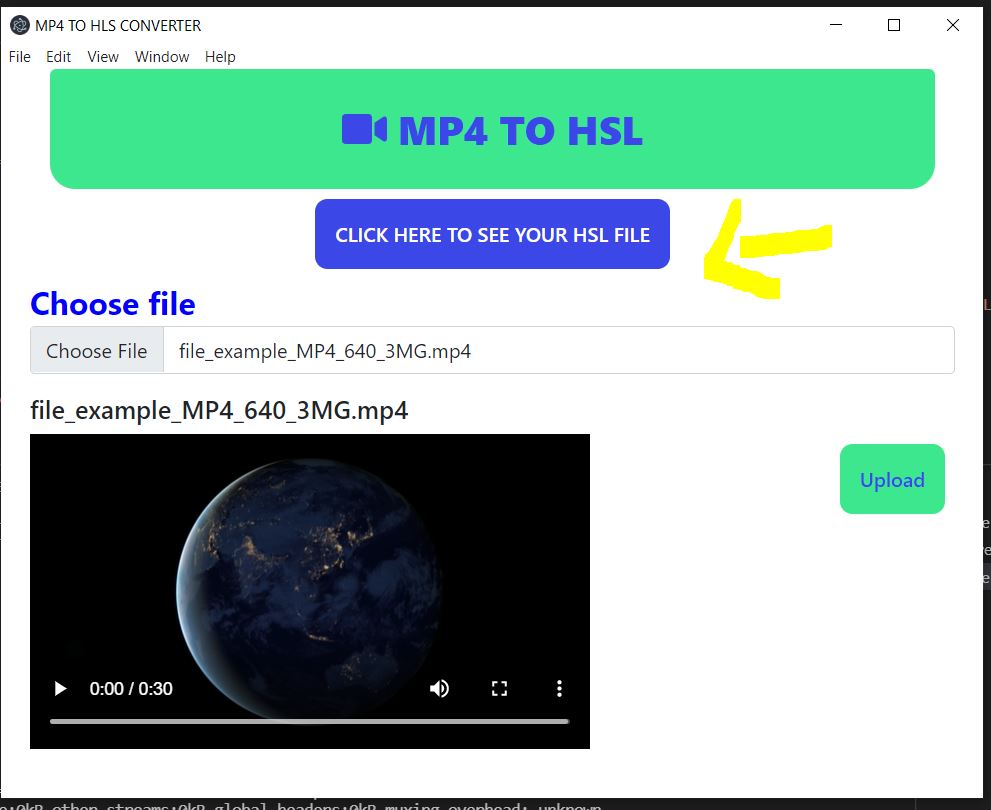 MP4 TO HLS CONVERTER
File Edit View Window Help
MP4 TO HSL
CLICK HERE TO SEE YOUR HSL FILE
Choose file
Choose File file_example_MP4_640_3MG.mp4
file_example_MP4_640_3MG.mp4
Upload
0:00 / 0:30
:0kB other streams:0kB global headers:0kB muxing overhead: unknown